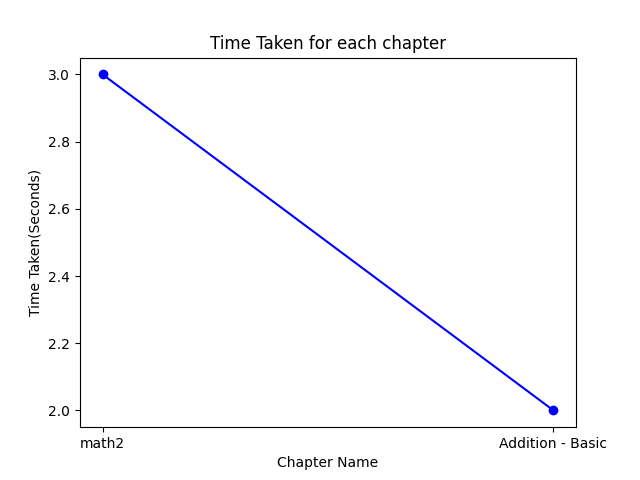 Time Taken for each chapter
Time Taken(Seconds)
3.0
2.8
2.6
2.4
2.2
2.0
math2
Addition - Basic
Chapter Name